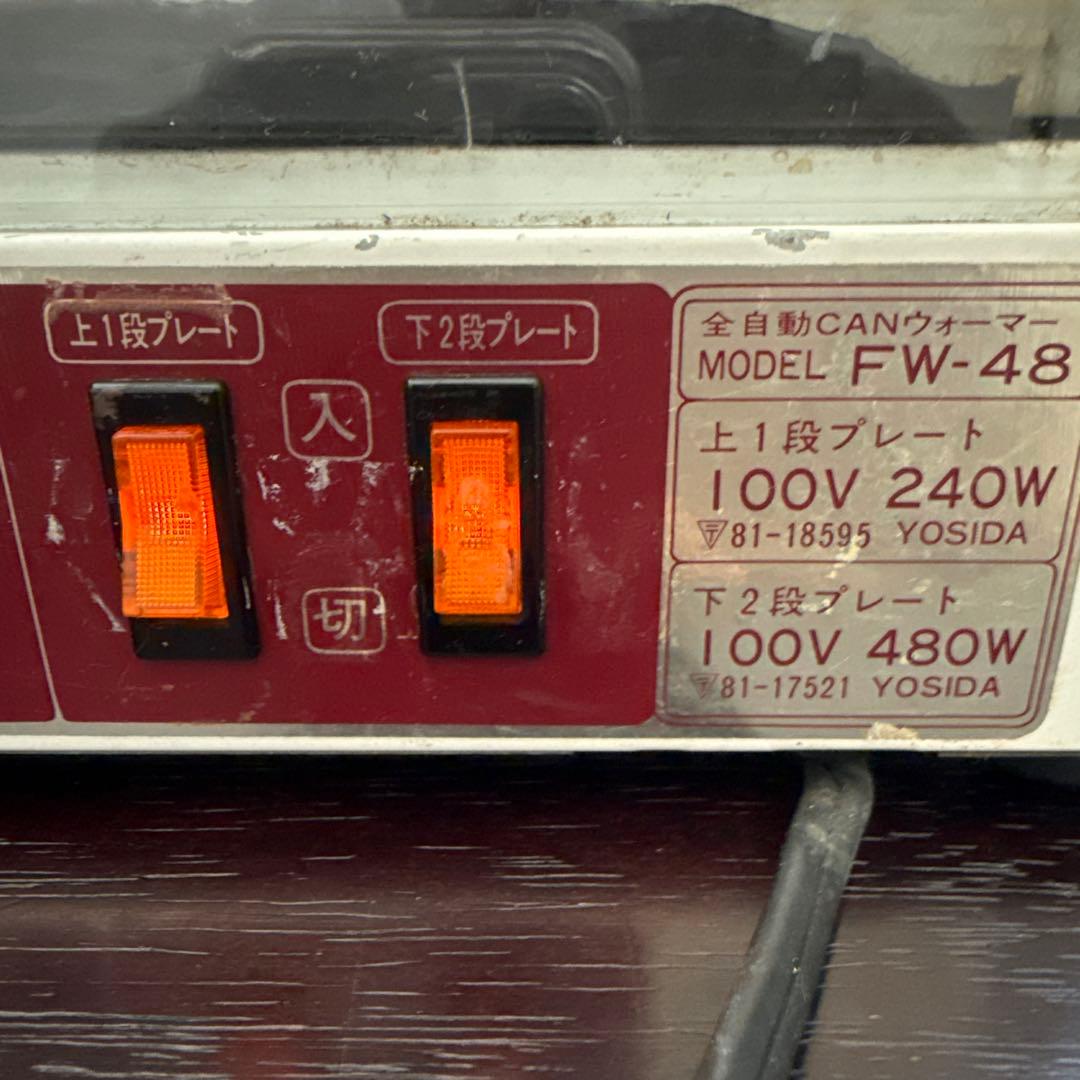 上1段プレート
下2段プレート
入
切
全自動CANウォーマー
MODEL FW-48
上1段プレート
100V 240W
〒81-18595 YOSIDA
下2段プレート
100V 480W
〒81-17521 YOSIDA